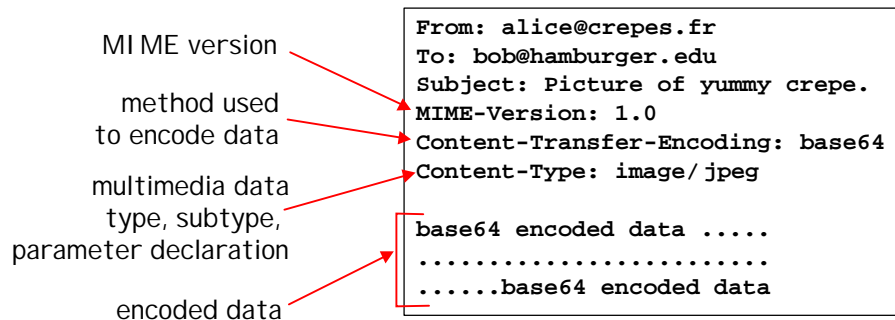 MIME version
method used
to encode data
multimedia data
type, subtype,
parameter declaration
encoded data
From: alice@crepes.fr
To: bob@hamburger.edu
Subject: Picture of yummy crepe.
MIME-Version: 1.0
Content-Transfer-Encoding: base64
Content-Type: image/jpeg
base64 encoded data .....
.........................
......base64 encoded data